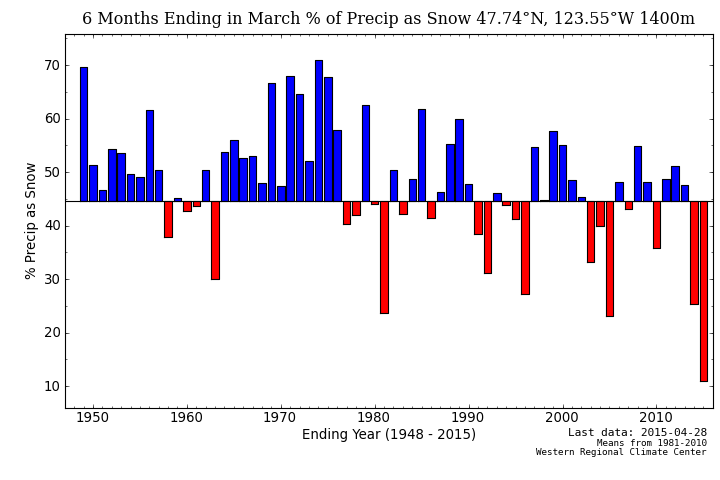 6 Months Ending in March % of Precip as Snow 47.74°N, 123.55°W 1400m
% Precip as Snow
70
60
50
40
30
20
10
1950 1960 1970 1980 1990 2000 2010
Ending Year (1948 - 2015)
Last data: 2015-04-28
Means from 1981-2010
Western Regional Climate Center